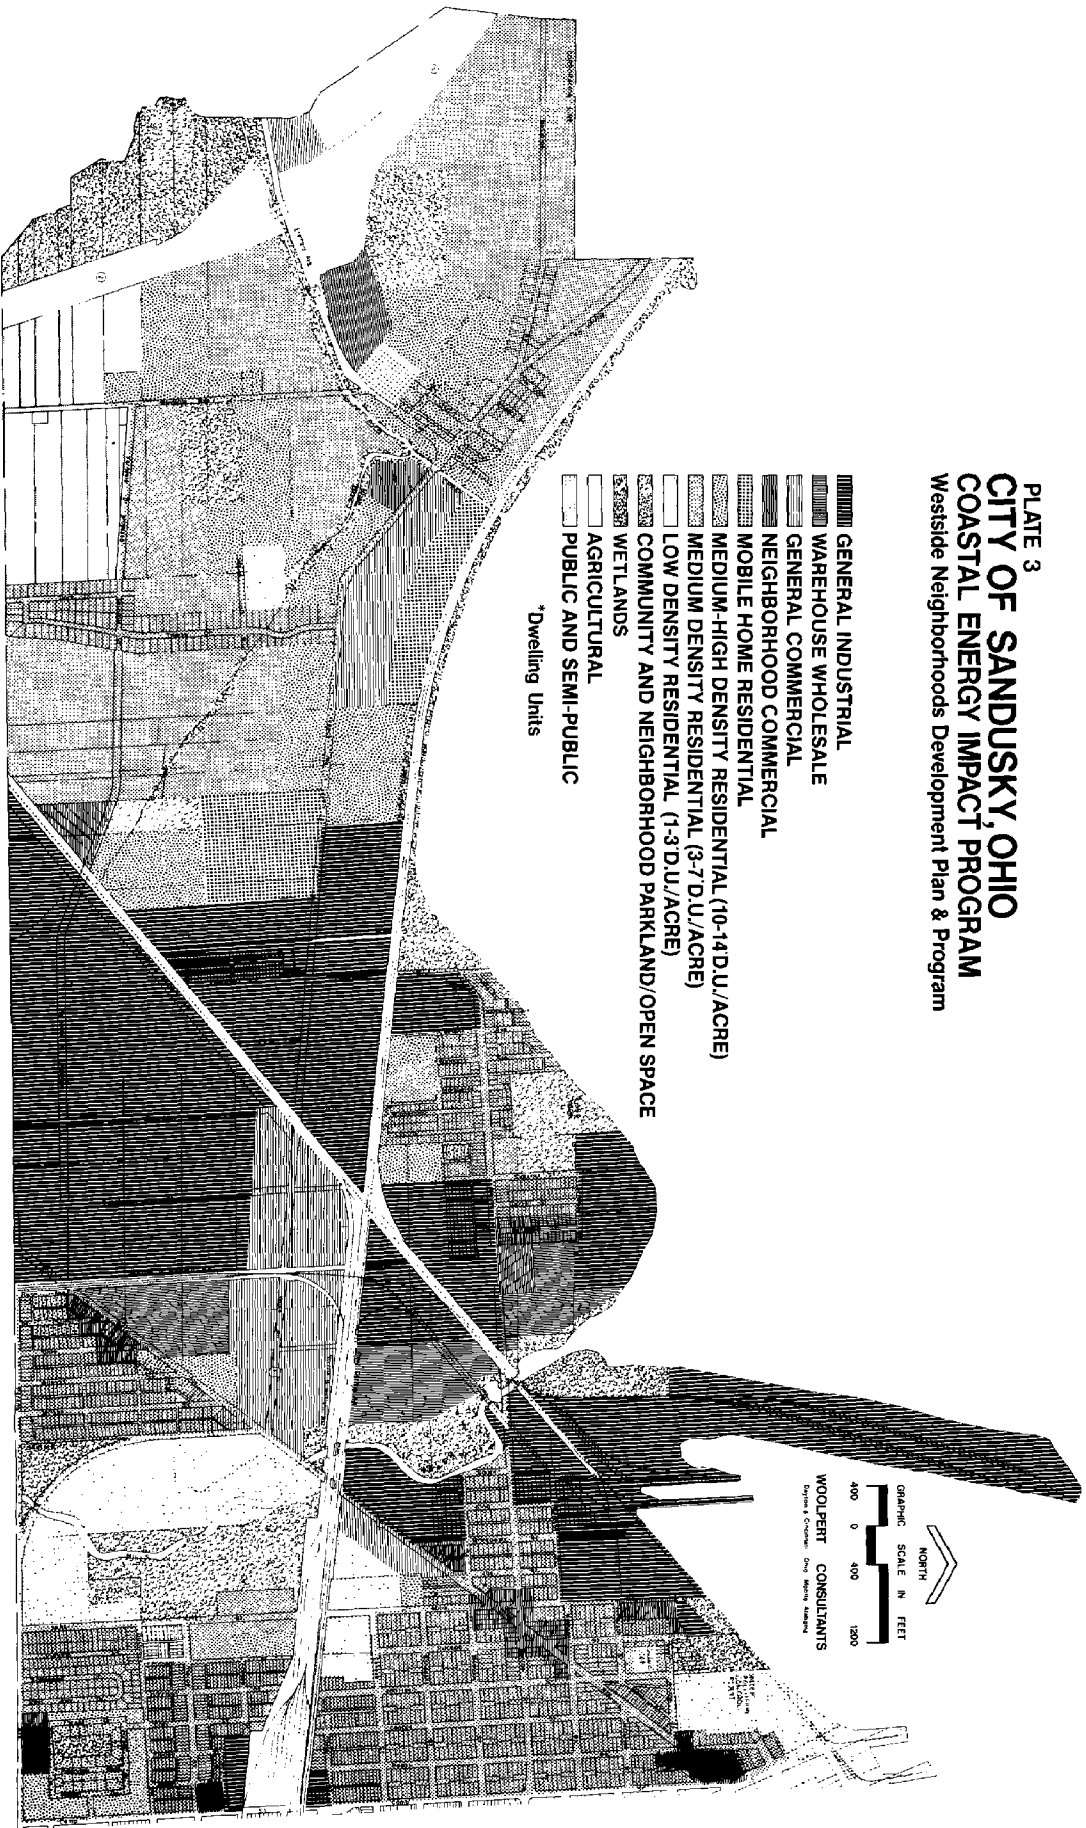 PLATE 3
CITY OF SANDUSKY, OHIO
COASTAL ENERGY IMPACT PROGRAM
Westside Neighborhoods Development Plan & Program
GENERAL INDUSTRIAL
WAREHOUSE WHOLESALE
GENERAL COMMERCIAL
NEIGHBORHOOD COMMERCIAL
MOBILE HOME RESIDENTIAL
MEDIUM-HIGH DENSITY RESIDENTIAL (10-14*D.U./ACRE)
MEDIUM DENSITY RESIDENTIAL (3-7*D.U./ACRE)
LOW DENSITY RESIDENTIAL (1-3*D.U./ACRE)
COMMUNITY AND NEIGHBORHOOD PARKLAND/OPEN SPACE
WETLANDS
AGRICULTURAL
PUBLIC AND SEMI-PUBLIC
*Dwelling Units
NORTH
GRAPHIC SCALE IN FEET
400 0 400 1200
WOOLPERT CONSULTANTS